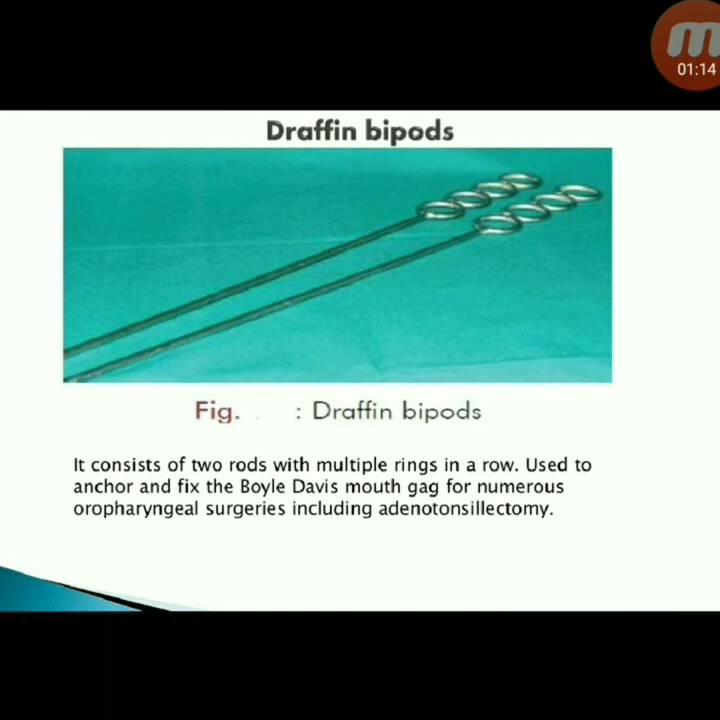 01:14
Draffin bipods
Fig. : Draffin bipods
It consists of two rods with multiple rings in a row. Used to
anchor and fix the Boyle Davis mouth gag for numerous
oropharyngeal surgeries including adenotonsillectomy.